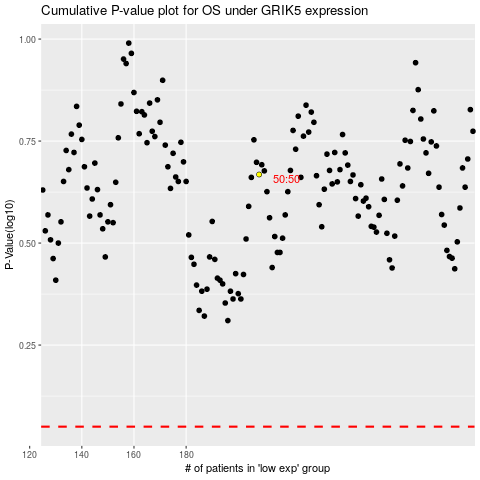 Cumulative P-value plot for OS under GRIK5 expression
P-Value(log10)
1.00
0.75
0.50
0.25
50:50
120 140 160 180
# of patients in 'low exp' group